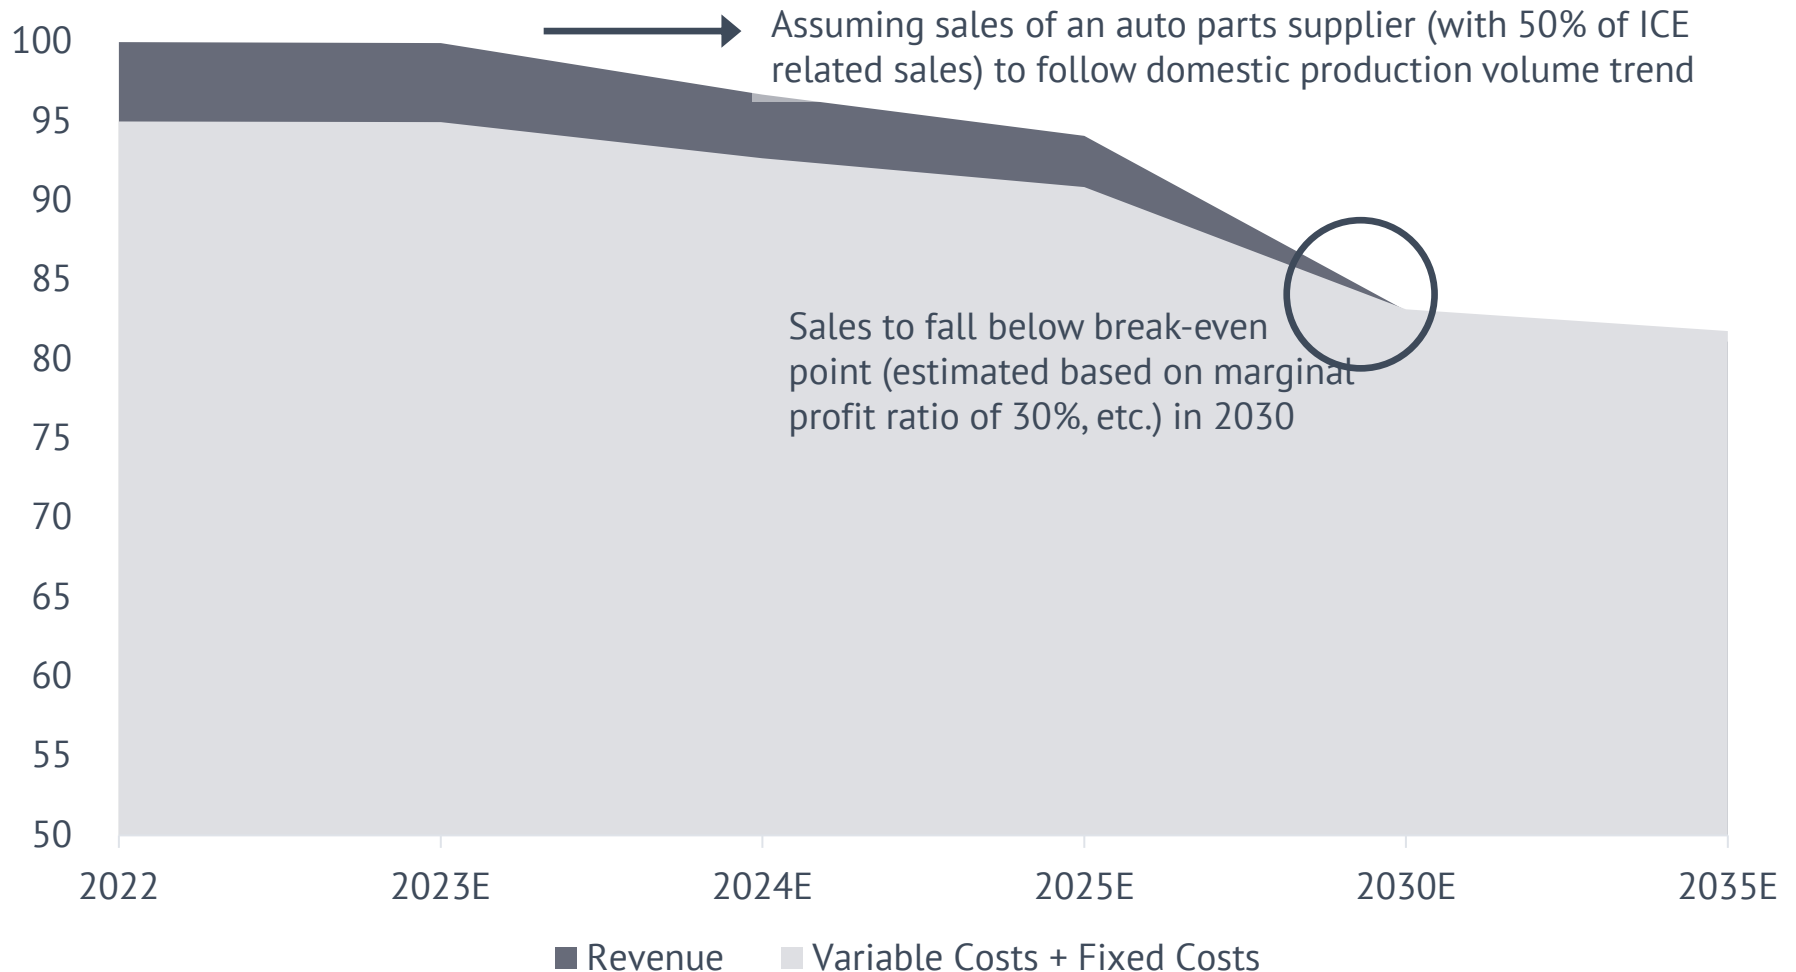 Assuming sales of an auto parts supplier (with 50% of ICE
related sales) to follow domestic production volume trend
100
95
90
85
80
75
70
65
60
55
50
Sales to fall below break-even
point (estimated based on marginal
profit ratio of 30%, etc.) in 2030
2022 2023E 2024E 2025E 2030E 2035E
Revenue Variable Costs + Fixed Costs